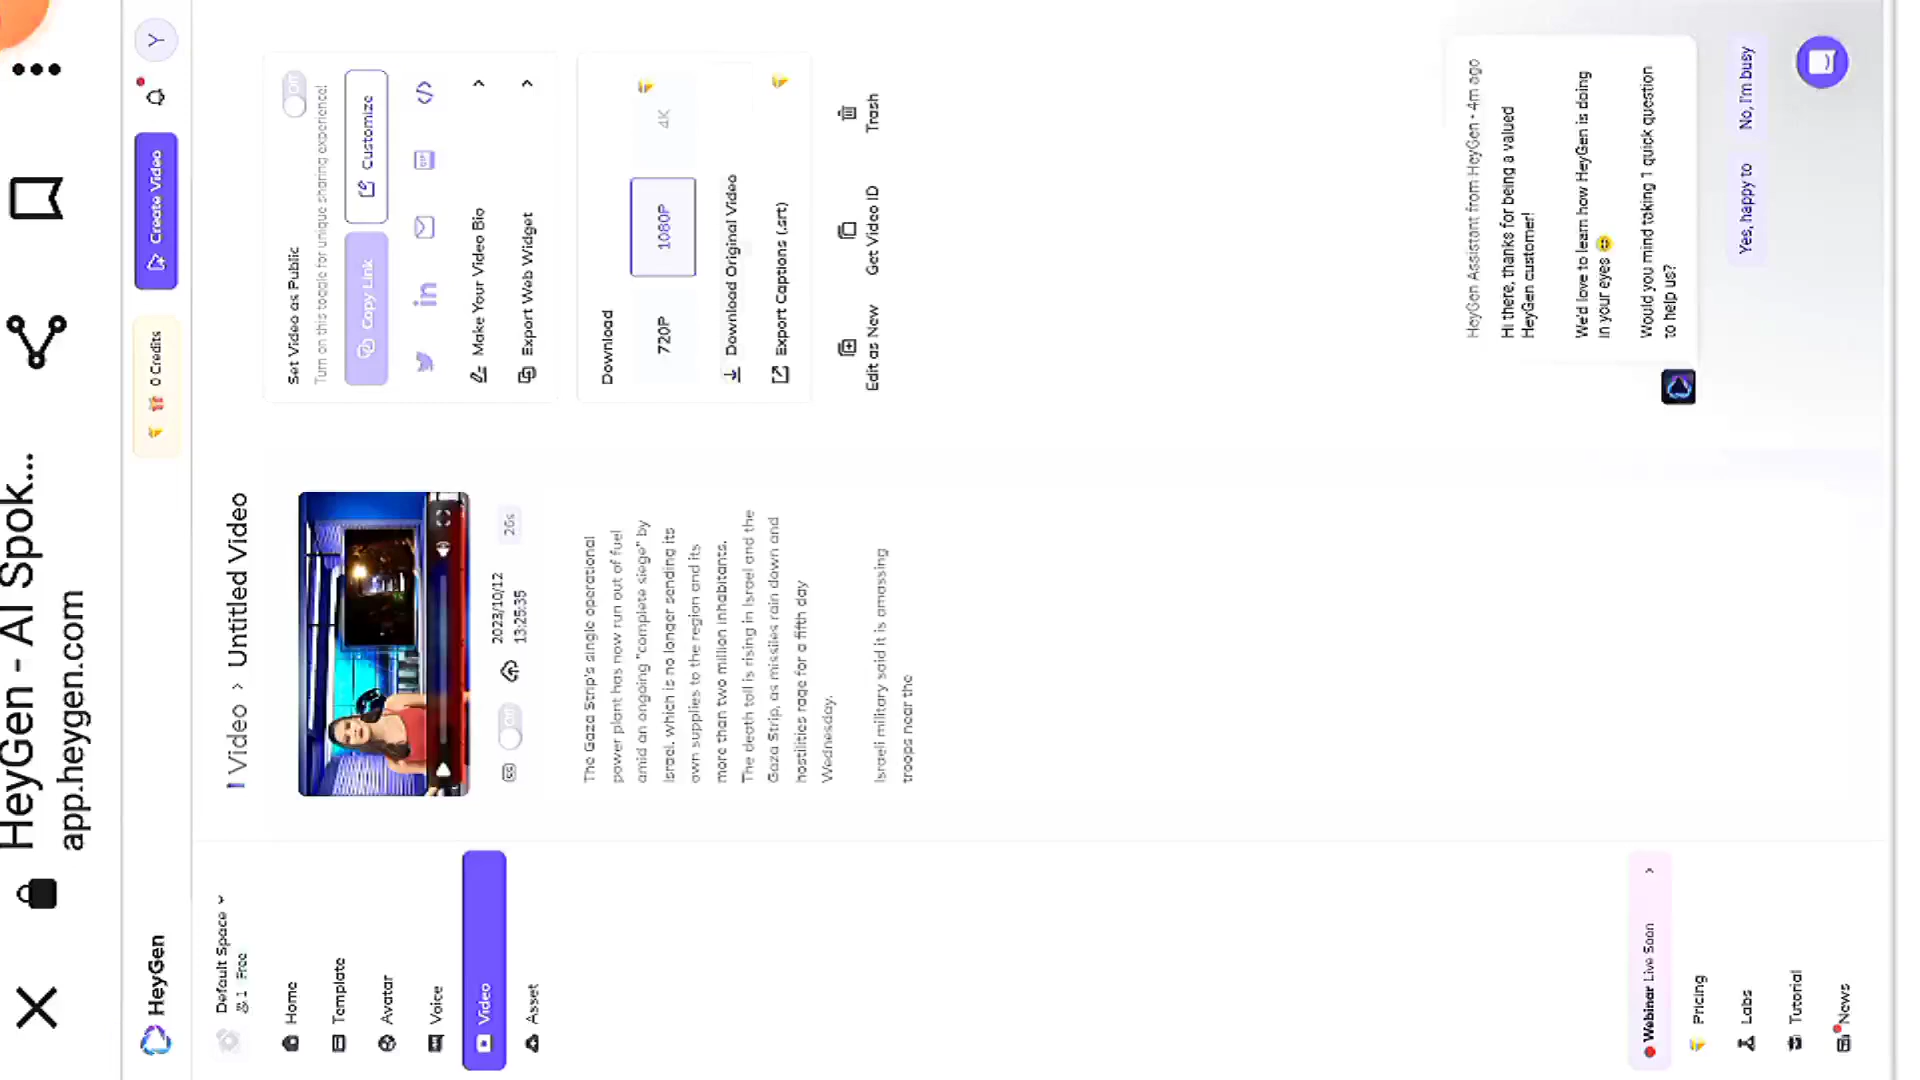 HeyGen - AI Spok...
app.heygen.com
HeyGen
0 Credits
Create Video
Y
Default Space
1 Free
Home
Template
Avatar
Voice
Video
Asset
Webinar Live Soon
Pricing
Labs
Tutorial
News
Video > Untitled Video
Off
2023/10/12
13:25:35
26s
The Gaza Strip's single operational
power plant has now run out of fuel
amid an ongoing "complete siege" by
Israel, which is no longer sending its
own supplies to the region and its
more than two million inhabitants.
The death toll is rising in Israel and the
Gaza Strip, as missiles rain down and
hostilities rage for a fifth day
Wednesday.
Israeli military said it is amassing
troops near the
Set Video as Public
Off
Turn on this toggle for unique sharing experience!
Copy Link
Customize
in
GIF
</>
Make Your Video Bio
Export Web Widget
Download
720P
1080P
4K
Download Original Video
Export Captions (.srt)
Edit as New
Get Video ID
Trash
HeyGen Assistant from HeyGen • 4m ago
Hi there, thanks for being a valued
HeyGen customer!
We'd love to learn how HeyGen is doing
in your eyes 😊
Would you mind taking 1 quick question
to help us?
Yes, happy to
No, I'm busy